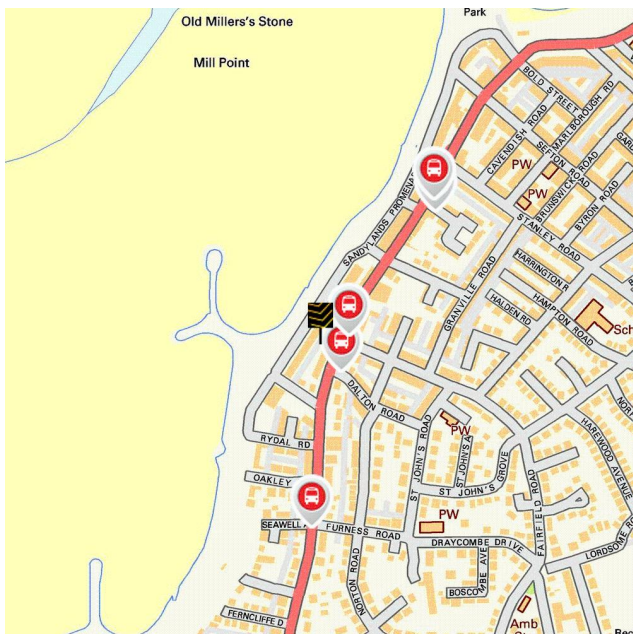 Old Millers's Stone
Park
Mill Point
BOLD STREET
MARLBOROUGH RD
CAVENDISH ROAD
SEFTON ROAD
PW
PW
BRUNSWICK ROAD
BYRON ROAD
STANLEY ROAD
SANDYLANDS PROMENA
HARRINGTON R
GRANVILLE ROAD
HALDEN RD
HAMPTON ROAD
Sch
DALTON ROAD
PW
RYDAL RD
ST JOHN'S ROAD
ST JOHN'S A
HAREWOOD AVENUE
OAKLEY
ST JOHN'S GROVE
PW
FAIRFIELD ROAD
SEAWELL A
FURNESS ROAD
DRAYCOMBE DRIVE
LORDSOME R
NORTON ROAD
BOSCOMBE AVE
FERNCLIFFE D
Amb